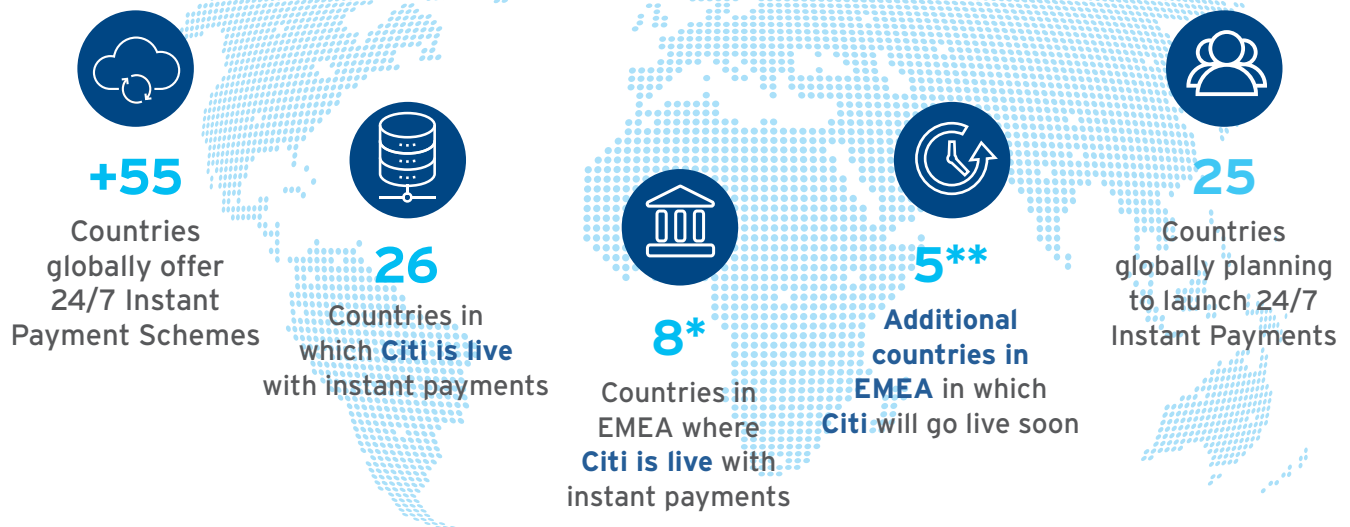 +55
Countries
globally offer
24/7 Instant
Payment Schemes
26
Countries in
which Citi is live
with instant payments
8*
Countries in
EMEA where
Citi is live with
instant payments
5**
Additional
countries in
EMEA in which
Citi will go live soon
25
Countries
globally planning
to launch 24/7
Instant Payments